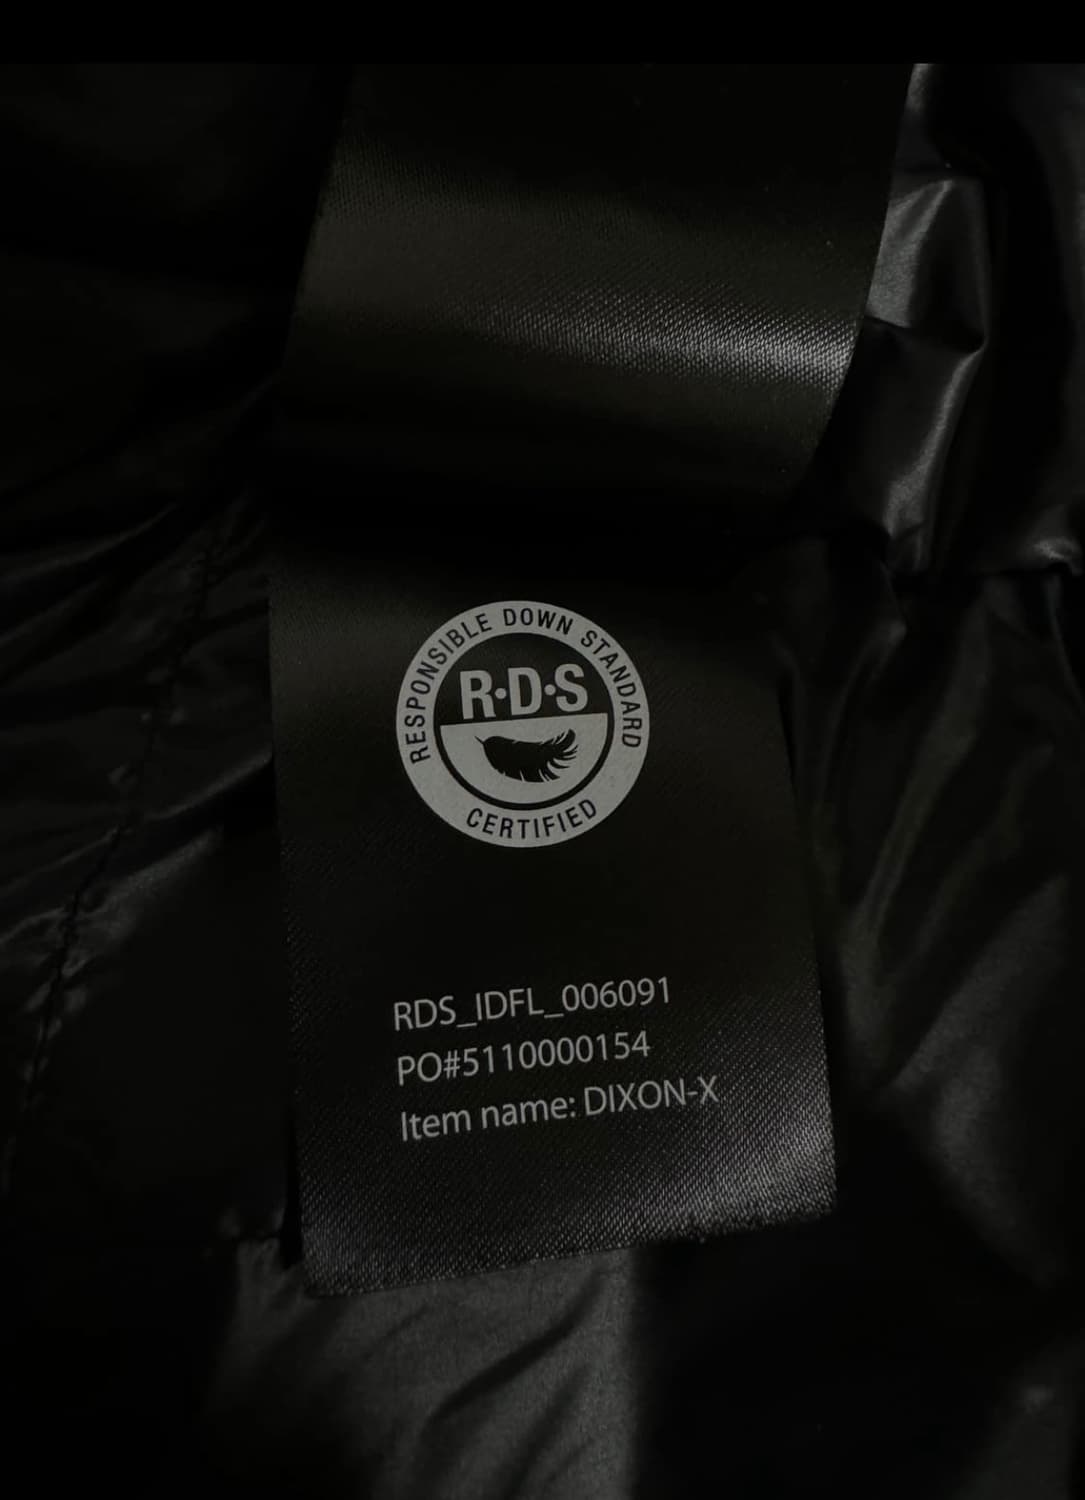 RESPONSIBLE DOWN STANDARD
R·D·S
CERTIFIED
RDS_IDFL_006091
PO#5110000154
Item name: DIXON-X